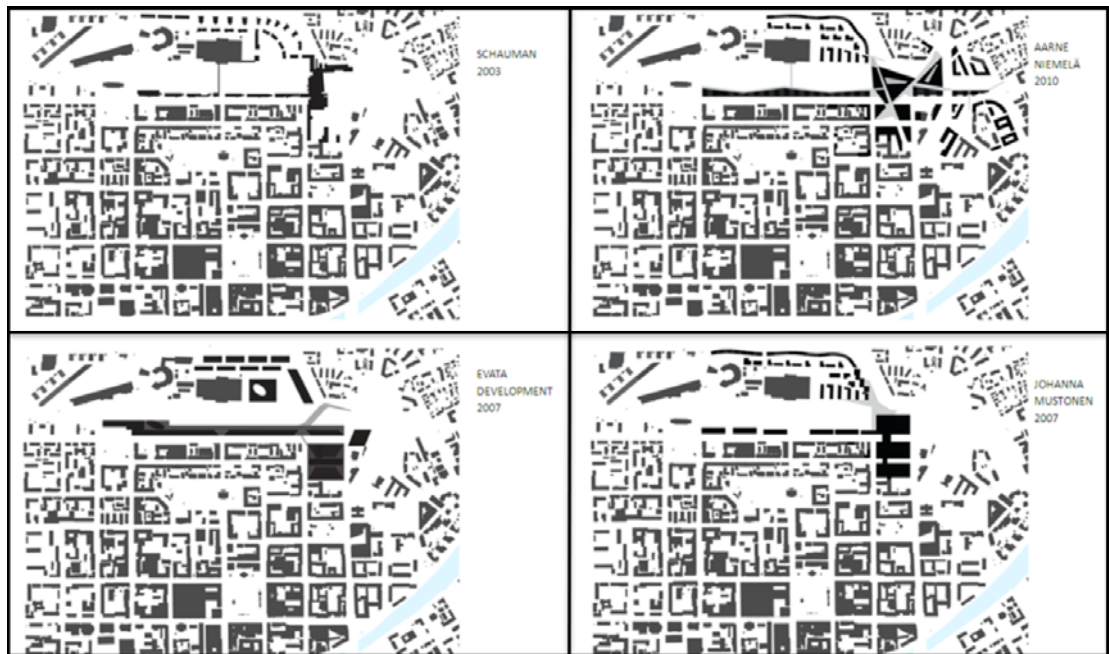 SCHAUMAN
2003
AARNE
NIEMELÄ
2010
EVATA
DEVELOPMENT
2007
JOHANNA
MUSTONEN
2007